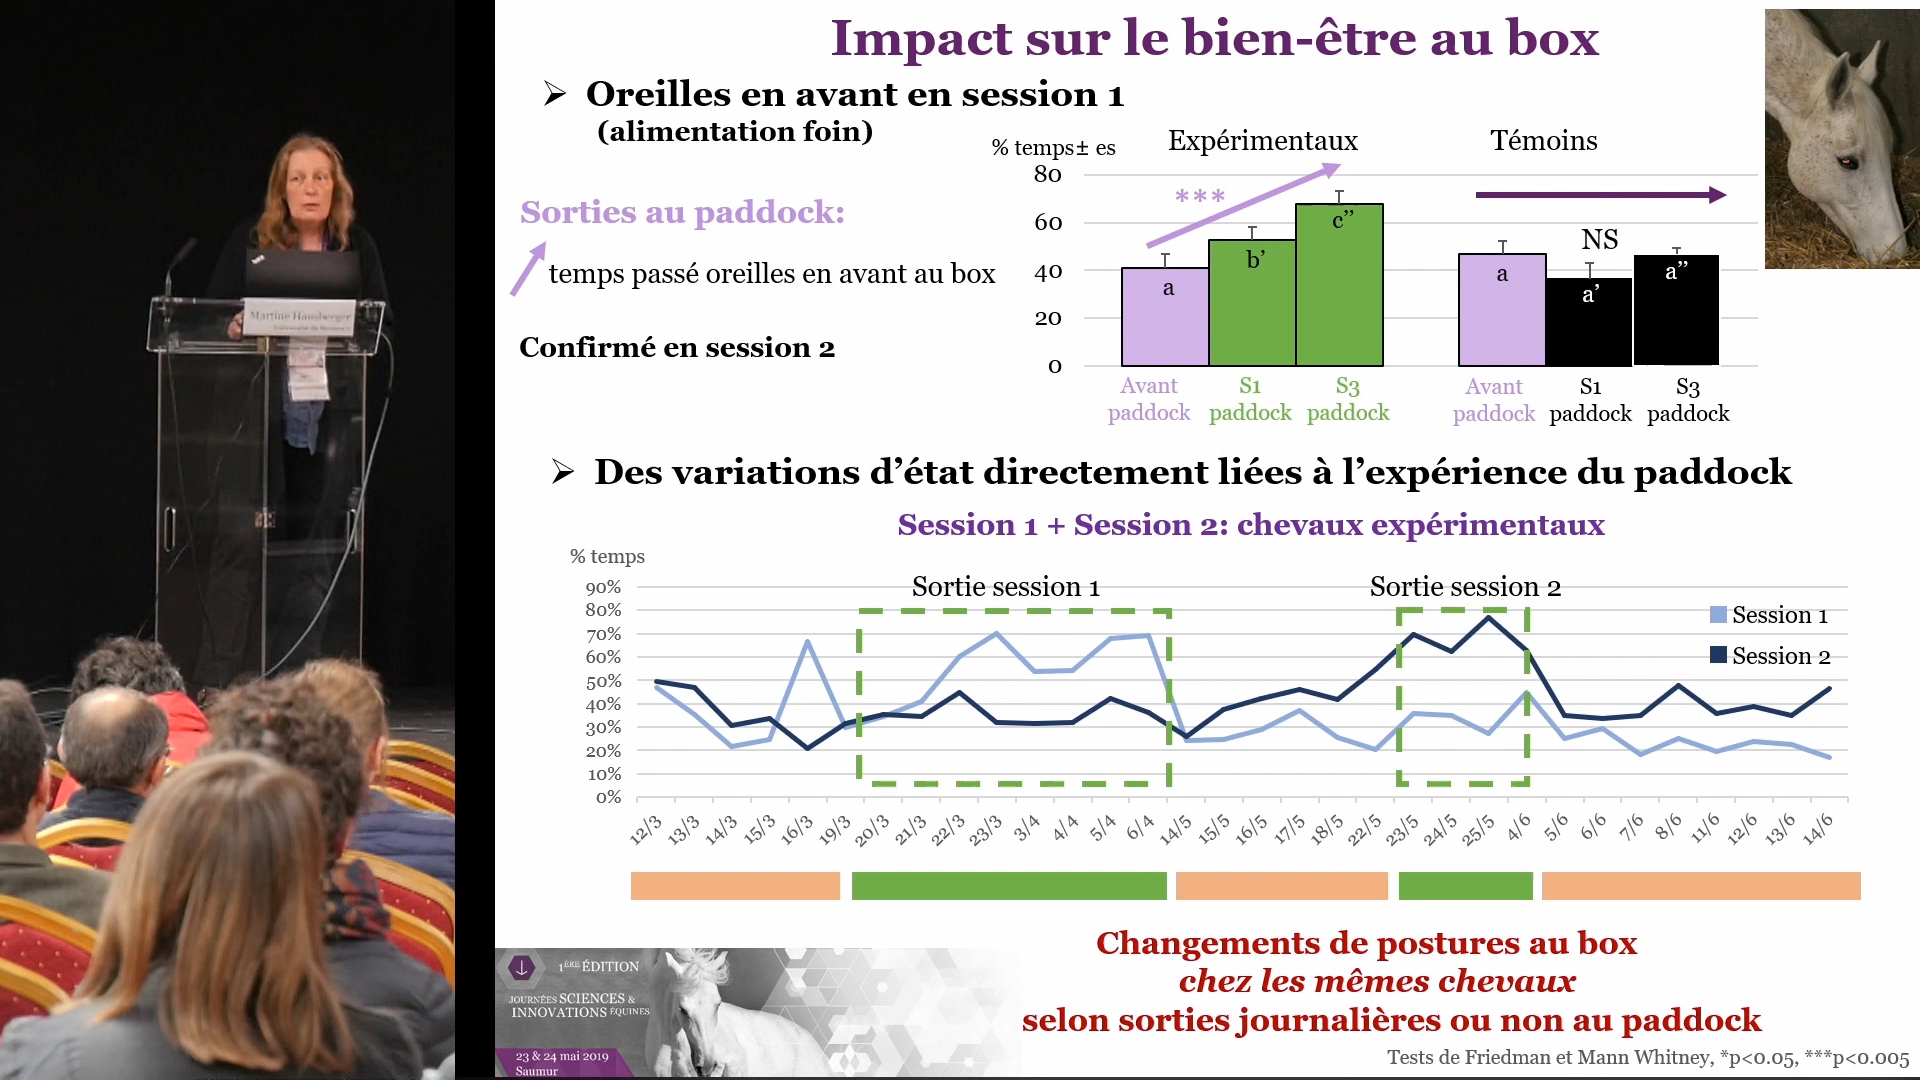 Impact sur le bien-être au box
➢ Oreilles en avant en session 1
(alimentation foin)
% temps± es
Expérimentaux
Témoins
80
60
40
20
0
***
NS
a
b’
c’’
a
a’
a’’
Avant paddock
S1 paddock
S3 paddock
Avant paddock
S1 paddock
S3 paddock
Sorties au paddock:
temps passé oreilles en avant au box
Confirmé en session 2
Martine Hausberger
➢ Des variations d’état directement liées à l’expérience du paddock
Session 1 + Session 2: chevaux expérimentaux
% temps
Sortie session 1
Sortie session 2
Session 1
Session 2
90%
80%
70%
60%
50%
40%
30%
20%
10%
0%
12/3 13/3 14/3 15/3 16/3 19/3 20/3 21/3 22/3 23/3 3/4 4/4 5/4 6/4 14/5 15/5 16/5 17/5 18/5 22/5 23/5 24/5 25/5 4/6 5/6 6/6 7/6 8/6 11/6 12/6 13/6 14/6
Changements de postures au box
chez les mêmes chevaux
selon sorties journalières ou non au paddock
Tests de Friedman et Mann Whitney, *p<0.05, ***p<0.005
1ÈRE ÉDITION
JOURNÉES SCIENCES &
INNOVATIONS ÉQUINES
23 & 24 mai 2019
Saumur